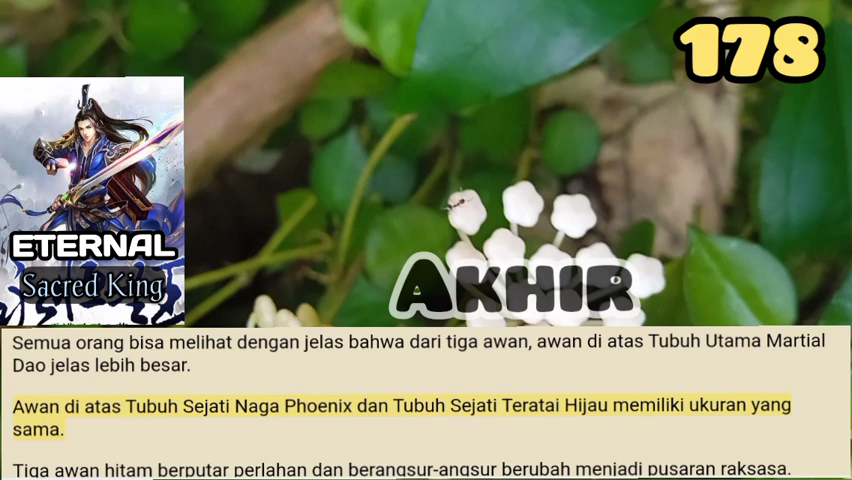 178
ETERNAL
Sacred King
AKHIR
Semua orang bisa melihat dengan jelas bahwa dari tiga awan, awan di atas Tubuh Utama Martial
Dao jelas lebih besar.
Awan di atas Tubuh Sejati Naga Phoenix dan Tubuh Sejati Teratai Hijau memiliki ukuran yang
sama.
Tiga awan hitam berputar perlahan dan berangsur-angsur berubah menjadi pusaran raksasa.